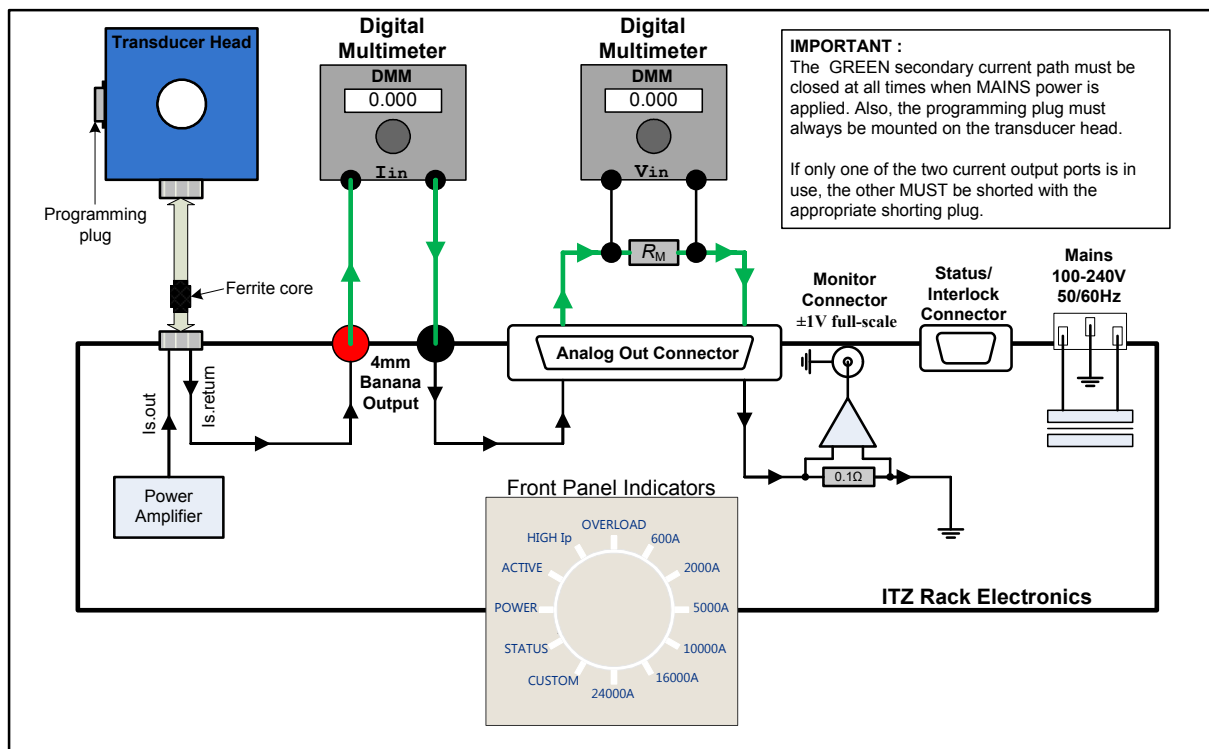 Transducer Head
Programming
plug
Ferrite core
Digital
Multimeter
DMM
0.000
Iin
Digital
Multimeter
DMM
0.000
Vin
RM
IMPORTANT :
The GREEN secondary current path must be
closed at all times when MAINS power is
applied. Also, the programming plug must
always be mounted on the transducer head.
If only one of the two current output ports is in
use, the other MUST be shorted with the
appropriate shorting plug.
Monitor
Connector
±1V full-scale
Status/
Interlock
Connector
Mains
100-240V
50/60Hz
4mm
Banana
Output
Analog Out Connector
Is.out
Is.return
Power
Amplifier
0.1Ω
Front Panel Indicators
OVERLOAD
HIGH Ip
600A
ACTIVE
2000A
POWER
5000A
STATUS
10000A
CUSTOM
16000A
24000A
ITZ Rack Electronics